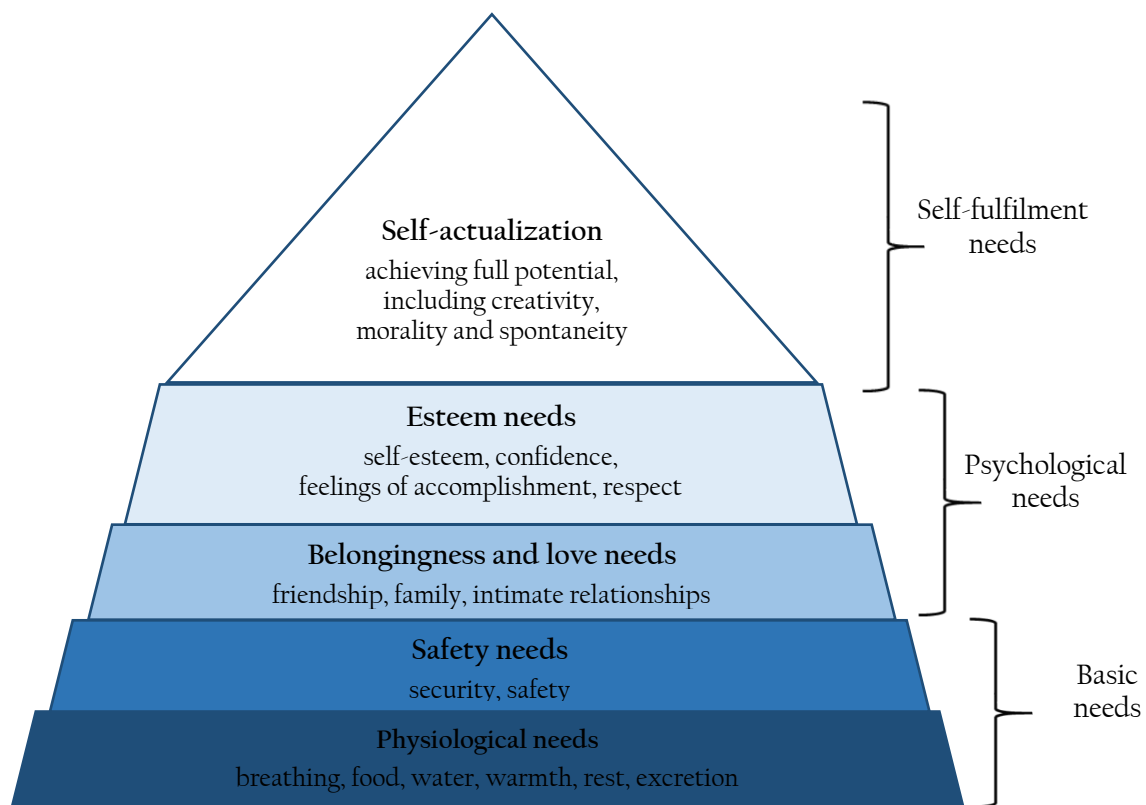 Self-actualization
achieving full potential,
including creativity,
morality and spontaneity
Self-fulfilment
needs
Esteem needs
self-esteem, confidence,
feelings of accomplishment, respect
Psychological
needs
Belongingness and love needs
friendship, family, intimate relationships
Safety needs
security, safety
Basic
needs
Physiological needs
breathing, food, water, warmth, rest, excretion